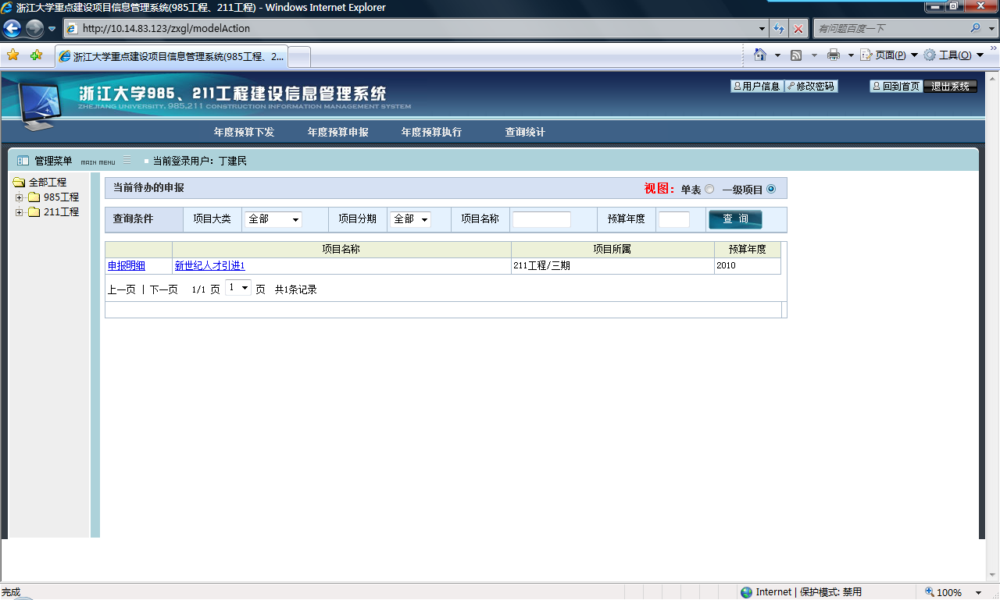 浙江大学重点建设项目信息管理系统(985工程、211工程) - Windows Internet Explorer
http://10.14.83.123/zxgl/modelAction
有问题百度一下
浙江大学重点建设项目信息管理系统(985工程、2...
页面(P)
工具(O)
浙江大学985、211工程建设信息管理系统
ZHEJIANG UNIVERSITY, 985,211 CONSTRUCTION INFORMATION MANAGEMENT SYSTEM
用户信息
修改密码
回到首页
退出系统
年度预算下发
年度预算申报
年度预算执行
查询统计
管理菜单 MAIN MENU
当前登录用户：丁建民
全部工程
985工程
211工程
当前待办的申报
视图： 单表 一级项目
查询条件 项目大类 全部 项目分期 全部 项目名称 预算年度 查 询
项目名称 项目所属 预算年度
申报明细 新世纪人才引进1 211工程/三期 2010
上一页 | 下一页 1/1 页 1 页 共1条记录
完成
Internet | 保护模式: 禁用
100%